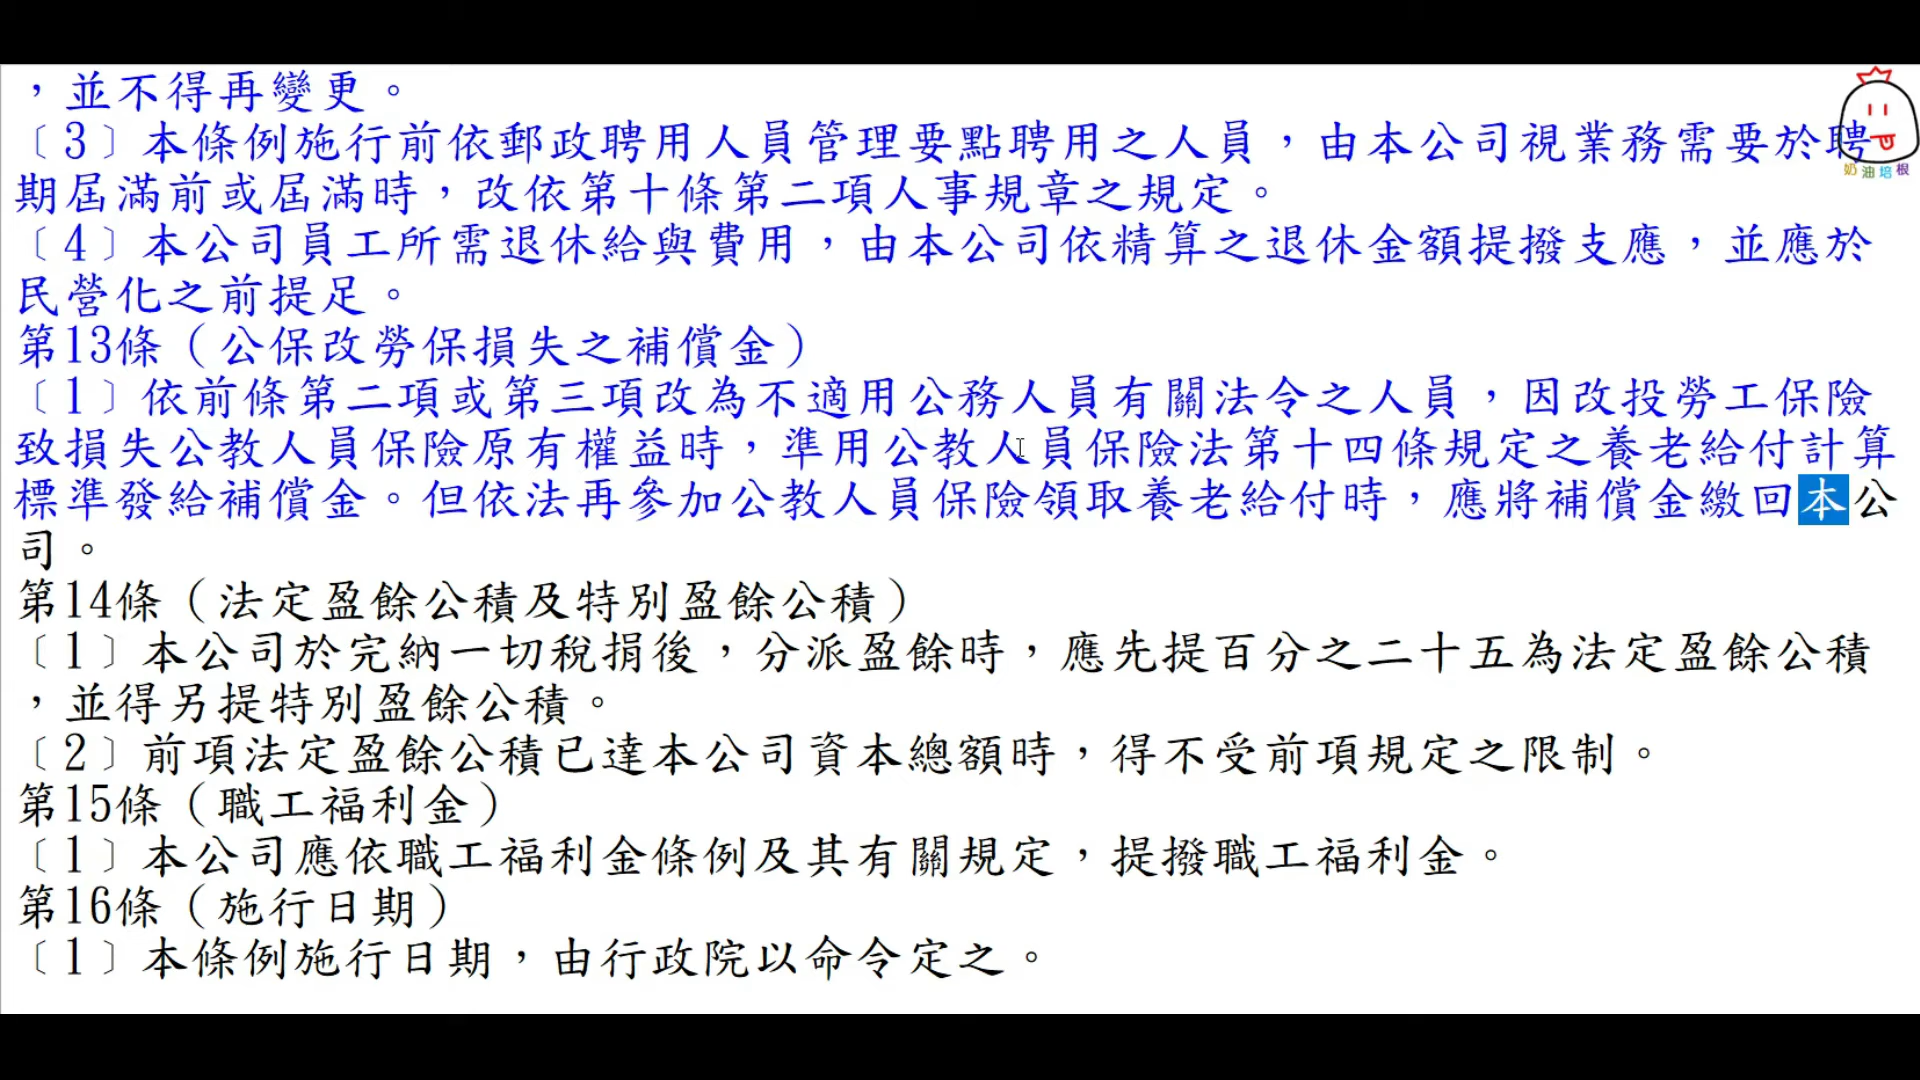 ，並不得再變更。
〔3〕本條例施行前依郵政聘用人員管理要點聘用之人員，由本公司視業務需要於聘
期屆滿前或屆滿時，改依第十條第二項人事規章之規定。
〔4〕本公司員工所需退休給與費用，由本公司依精算之退休金額提撥支應，並應於
民營化之前提足。
第13條（公保改勞保損失之補償金）
〔1〕依前條第二項或第三項改為不適用公務人員有關法令之人員，因改投勞工保險
致損失公教人員保險原有權益時，準用公教人員保險法第十四條規定之養老給付計算
標準發給補償金。但依法再參加公教人員保險領取養老給付時，應將補償金繳回本公
司。
第14條（法定盈餘公積及特別盈餘公積）
〔1〕本公司於完納一切稅捐後，分派盈餘時，應先提百分之二十五為法定盈餘公積
，並得另提特別盈餘公積。
〔2〕前項法定盈餘公積已達本公司資本總額時，得不受前項規定之限制。
第15條（職工福利金）
〔1〕本公司應依職工福利金條例及其有關規定，提撥職工福利金。
第16條（施行日期）
〔1〕本條例施行日期，由行政院以命令定之。
奶油培根